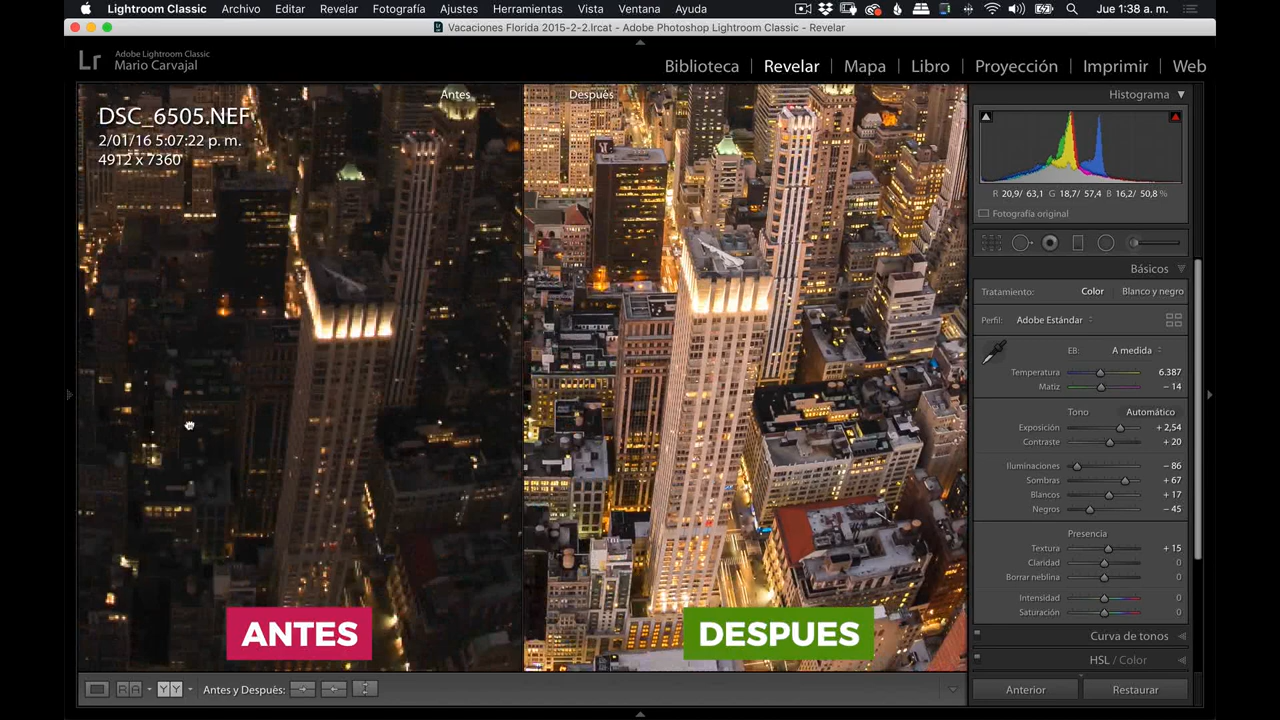 Lightroom Classic Archivo Editar Revelar Fotografía Ajustes Herramientas Vista Ventana Ayuda Jue 1:38 a. m.
Vacaciones Florida 2015-2-2.lrcat - Adobe Photoshop Lightroom Classic - Revelar
Lr
Adobe Lightroom Classic
Mario Carvajal
Biblioteca | Revelar | Mapa | Libro | Proyección | Imprimir | Web
Antes
Después
DSC_6505.NEF
2/01/16 5:07:22 p. m.
4912 x 7360
ANTES
DESPUES
Histograma
R 20,9/ 63,1 G 18,7/ 57,4 B 16,2/ 50,8 %
Fotografía original
Básicos
Tratamiento: Color Blanco y negro
Perfil: Adobe Estándar
EB: A medida
Temperatura 6.387
Matiz - 14
Tono Automático
Exposición + 2,54
Contraste + 20
Iluminaciones - 86
Sombras + 67
Blancos + 17
Negros - 45
Presencia
Textura + 15
Claridad 0
Borrar neblina 0
Intensidad 0
Saturación 0
Curva de tonos
HSL / Color
R A Y Y Antes y Después:
Anterior Restaurar